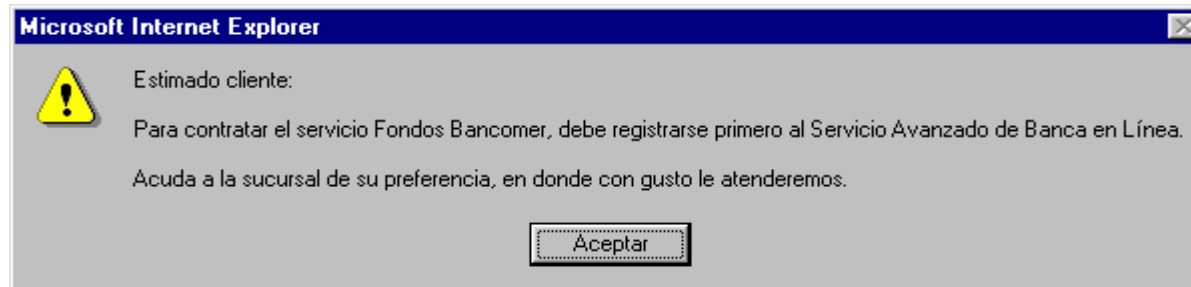 Microsoft Internet Explorer
Estimado cliente:
Para contratar el servicio Fondos Bancomer, debe registrarse primero al Servicio Avanzado de Banca en Línea.
Acuda a la sucursal de su preferencia, en donde con gusto le atenderemos.
Aceptar